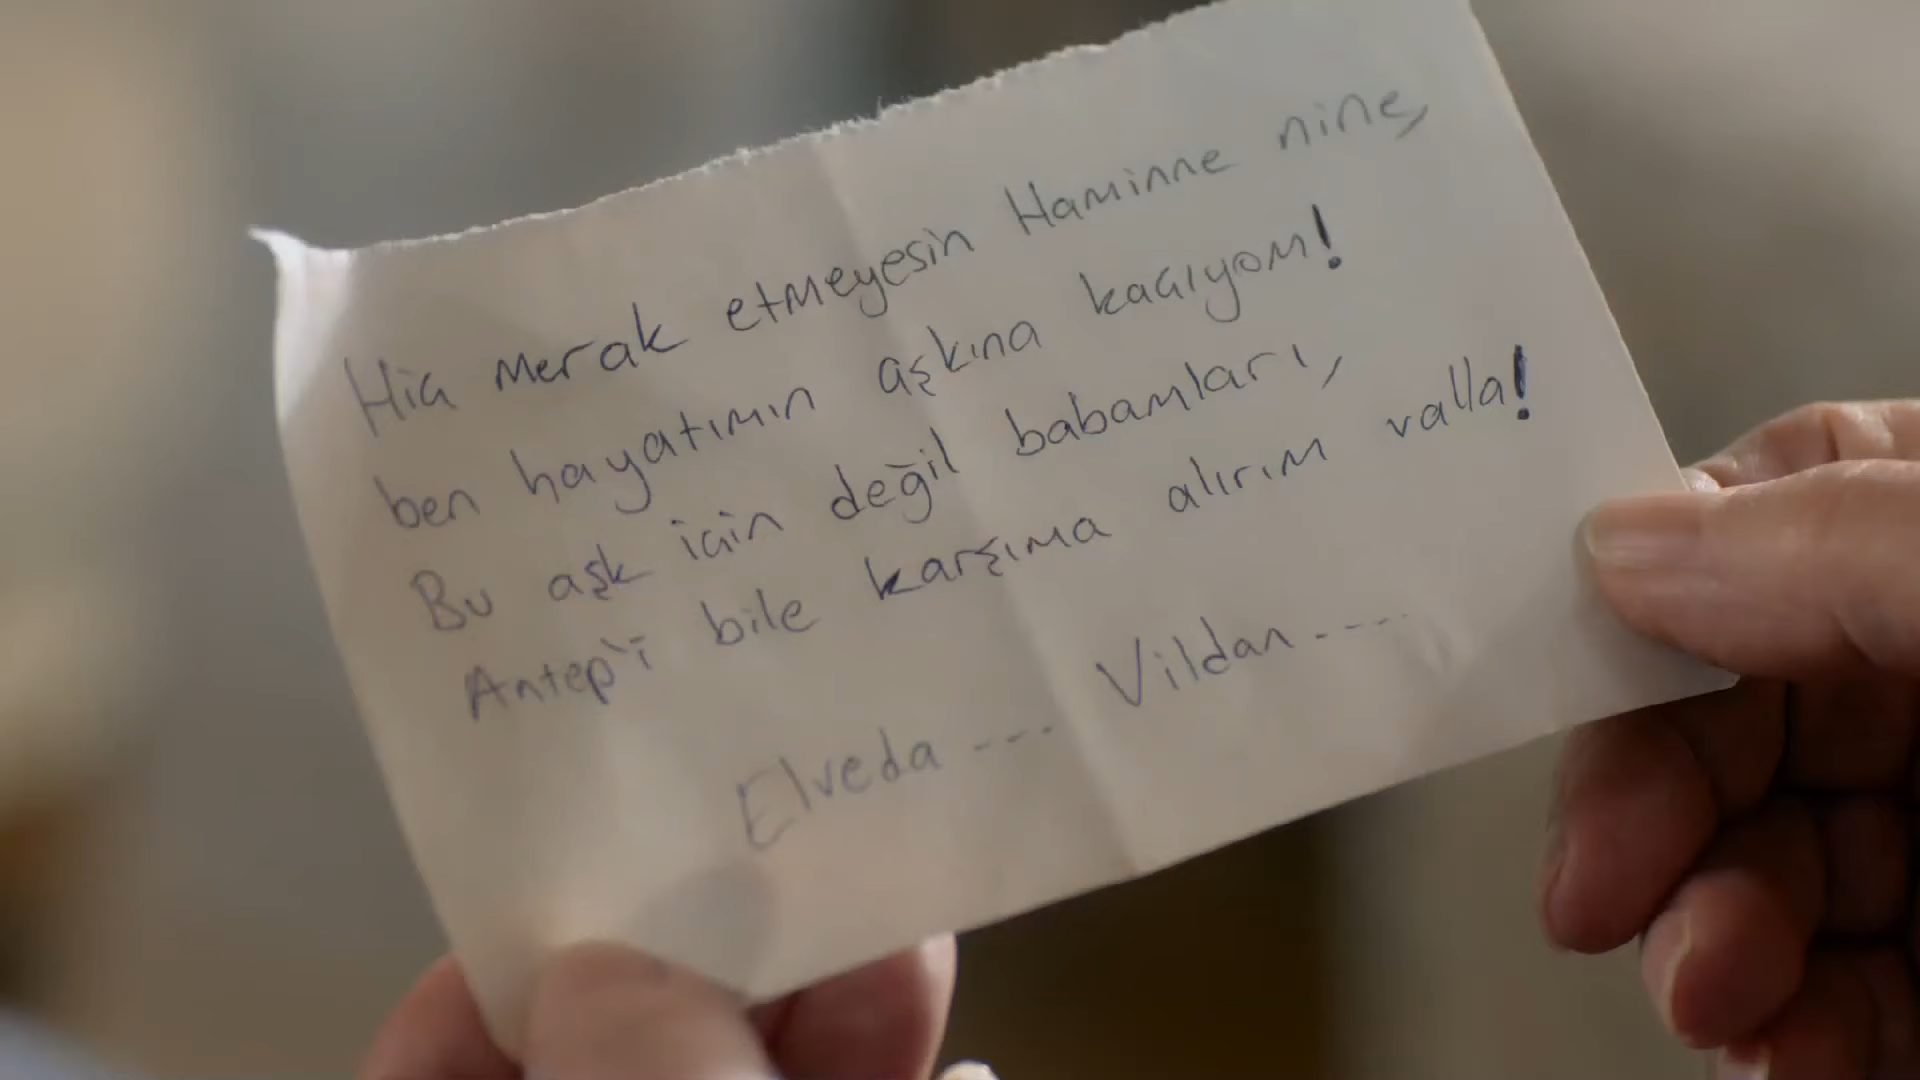 Hiç merak etmeyesin Haminne nine,
ben hayatımın aşkına kaçıyom!
Bu aşk için değil babamları,
Antep'i bile karşıma alırım valla!
Elveda --- Vildan ----